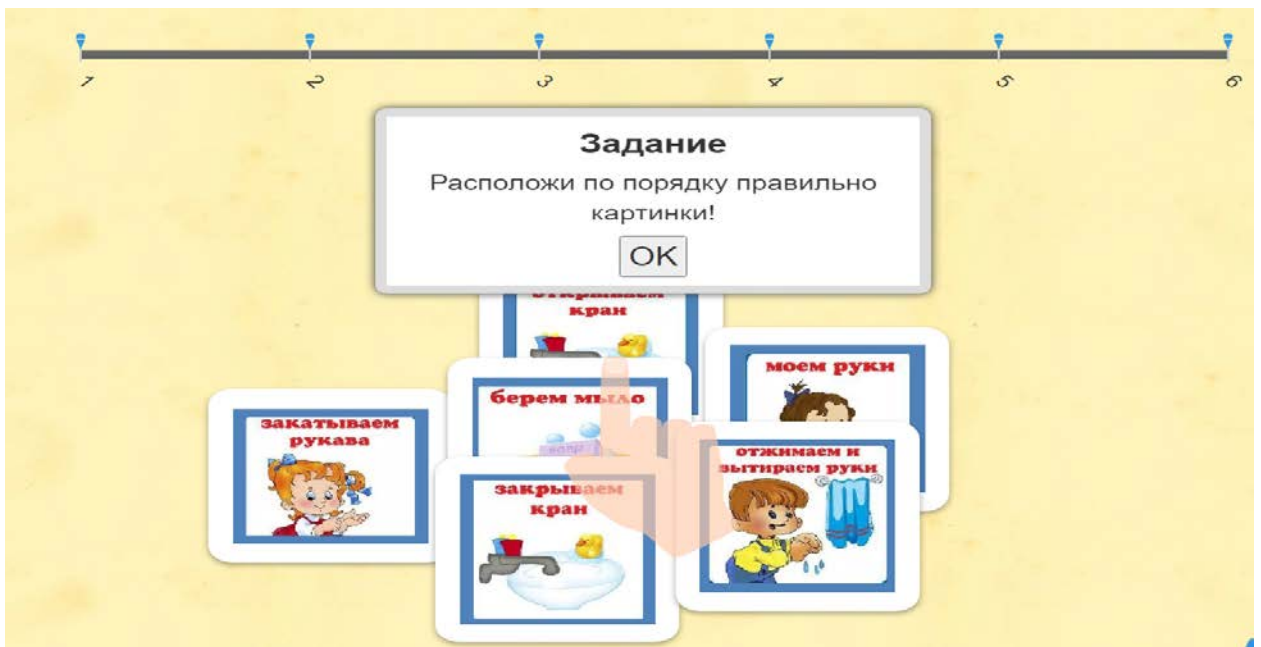 1
2
3
4
5
6
Задание
Расположи по порядку правильно
картинки!
OK
открываем
кран
моем руки
берем мыло
закатываем
рукава
отжимаем и
вытираем руки
закрываем
кран